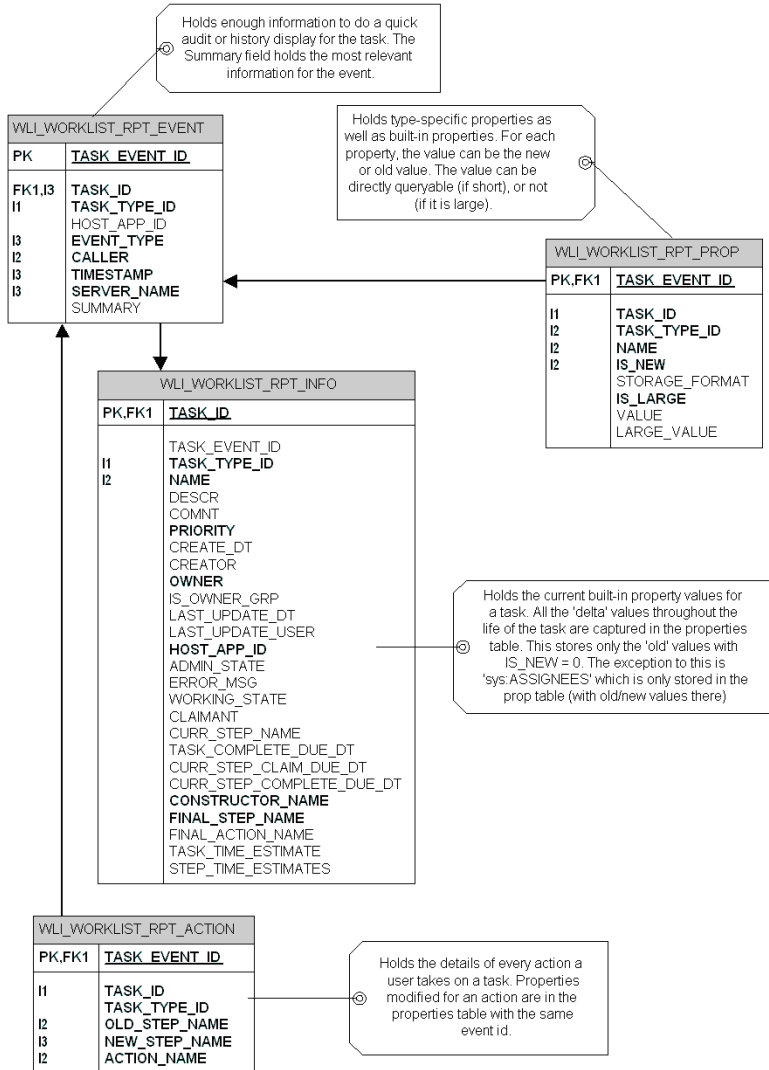 Holds enough information to do a quick
audit or history display for the task. The
Summary field holds the most relevant
information for the event.
WLI_WORKLIST_RPT_EVENT
PK TASK_EVENT_ID
FK1,I3 TASK_ID
I1 TASK_TYPE_ID
HOST_APP_ID
I3 EVENT_TYPE
I2 CALLER
I3 TIMESTAMP
I3 SERVER_NAME
SUMMARY
Holds type-specific properties as
well as built-in properties. For each
property, the value can be the new
or old value. The value can be
directly queryable (if short), or not
(if it is large).
WLI_WORKLIST_RPT_PROP
PK,FK1 TASK_EVENT_ID
I1 TASK_ID
I2 TASK_TYPE_ID
I2 NAME
I2 IS_NEW
STORAGE_FORMAT
IS_LARGE
VALUE
LARGE_VALUE
WLI_WORKLIST_RPT_INFO
PK,FK1 TASK_ID
TASK_EVENT_ID
I1 TASK_TYPE_ID
I2 NAME
DESCR
COMNT
PRIORITY
CREATE_DT
CREATOR
OWNER
IS_OWNER_GRP
LAST_UPDATE_DT
LAST_UPDATE_USER
HOST_APP_ID
ADMIN_STATE
ERROR_MSG
WORKING_STATE
CLAIMANT
CURR_STEP_NAME
TASK_COMPLETE_DUE_DT
CURR_STEP_CLAIM_DUE_DT
CURR_STEP_COMPLETE_DUE_DT
CONSTRUCTOR_NAME
FINAL_STEP_NAME
FINAL_ACTION_NAME
TASK_TIME_ESTIMATE
STEP_TIME_ESTIMATES
Holds the current built-in property values for
a task. All the 'delta' values throughout the
life of the task are captured in the properties
table. This stores only the 'old' values with
IS_NEW = 0. The exception to this is
'sys:ASSIGNEES' which is only stored in the
prop table (with old/new values there)
WLI_WORKLIST_RPT_ACTION
PK,FK1 TASK_EVENT_ID
I1 TASK_ID
TASK_TYPE_ID
I2 OLD_STEP_NAME
I3 NEW_STEP_NAME
I2 ACTION_NAME
Holds the details of every action a
user takes on a task. Properties
modified for an action are in the
properties table with the same
event id.